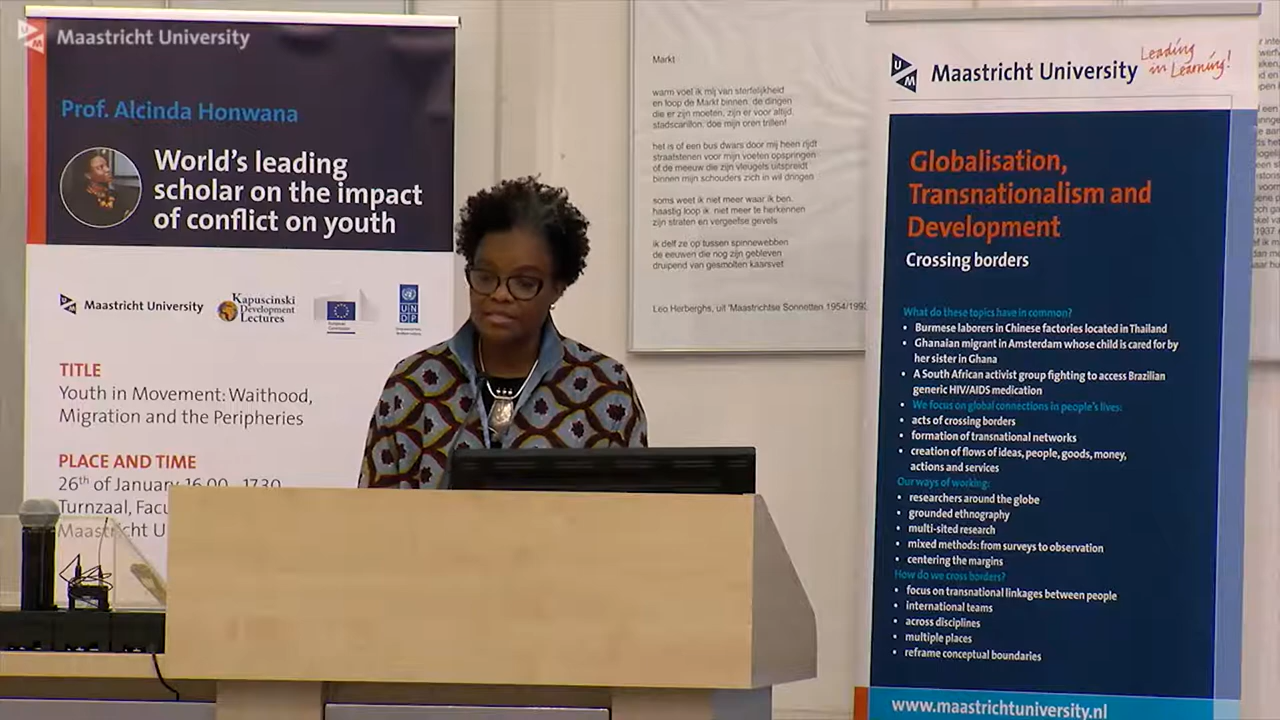 Maastricht University
Prof. Alcinda Honwana
World's leading
scholar on the impact
of conflict on youth
Maastricht University
Kapuscinski
Development
Lectures
UN
DP
TITLE
Youth in Movement: Waithood,
Migration and the Peripheries
PLACE AND TIME
26th of January 16.00 - 17.30
Turnzaal, Facu
Maastricht U
Markt
warm voel ik mij van sterfelijkheid
en loop de Markt binnen. de dingen
die er zijn moeten, zijn er voor altijd.
stadscarillon, doe mijn oren trillen!
het is of een bus dwars door mij heen rijdt
straatstenen voor mijn voeten opspringen
of de meeuw die zijn vleugels uitspreidt
binnen mijn schouders zich in wil dringen
soms weet ik niet meer waar ik ben.
haastig loop ik. niet meer te herkennen
zijn straten en vergeefse gevels
ik delf ze op tussen spinnewebben
de eeuwen die nog zijn gebleven
druipend van gesmolten kaarsvet
Leo Herberghs, uit 'Maastrichtse Sonnetten 1954/199
UM
Maastricht University
Leading
in Learning!
Globalisation,
Transnationalism and
Development
Crossing borders
What do these topics have in common?
• Burmese laborers in Chinese factories located in Thailand
• Ghanaian migrant in Amsterdam whose child is cared for by
her sister in Ghana
• A South African activist group fighting to access Brazilian
generic HIV/AIDS medication
• We focus on global connections in people's lives:
• acts of crossing borders
• formation of transnational networks
• creation of flows of ideas, people, goods, money,
actions and services
Our ways of working:
• researchers around the globe
• grounded ethnography
• multi-sited research
• mixed methods: from surveys to observation
• centering the margins
How do we cross borders?
• focus on transnational linkages between people
• international teams
• across disciplines
• multiple places
• reframe conceptual boundaries
www.maastrichtuniversity.nl